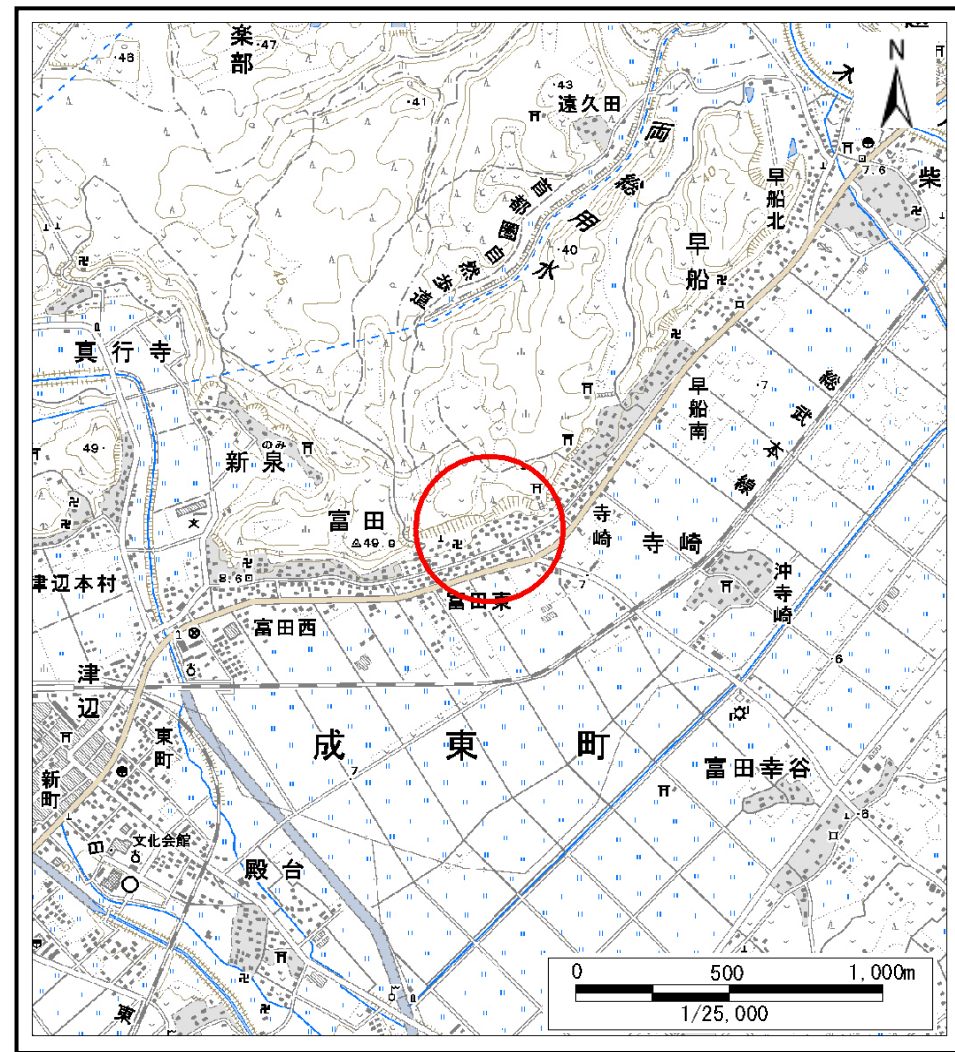 楽部
・47
・48
・41
・43
遠久田
N
両総用水
首都圏自然歩道
・40
40
45
早船北
早船
7.6
柴
真行寺
早船南
・7
総武本線
49・
のみ
新泉
富田
△49.9
寺崎
寺崎
沖寺崎
津辺本村
8.6
富田東
7
富田西
1
6
津辺
成東町
東町
新町
7
富田幸谷
・6
文化会館
殿台
東
0 500 1,000m
1/25,000